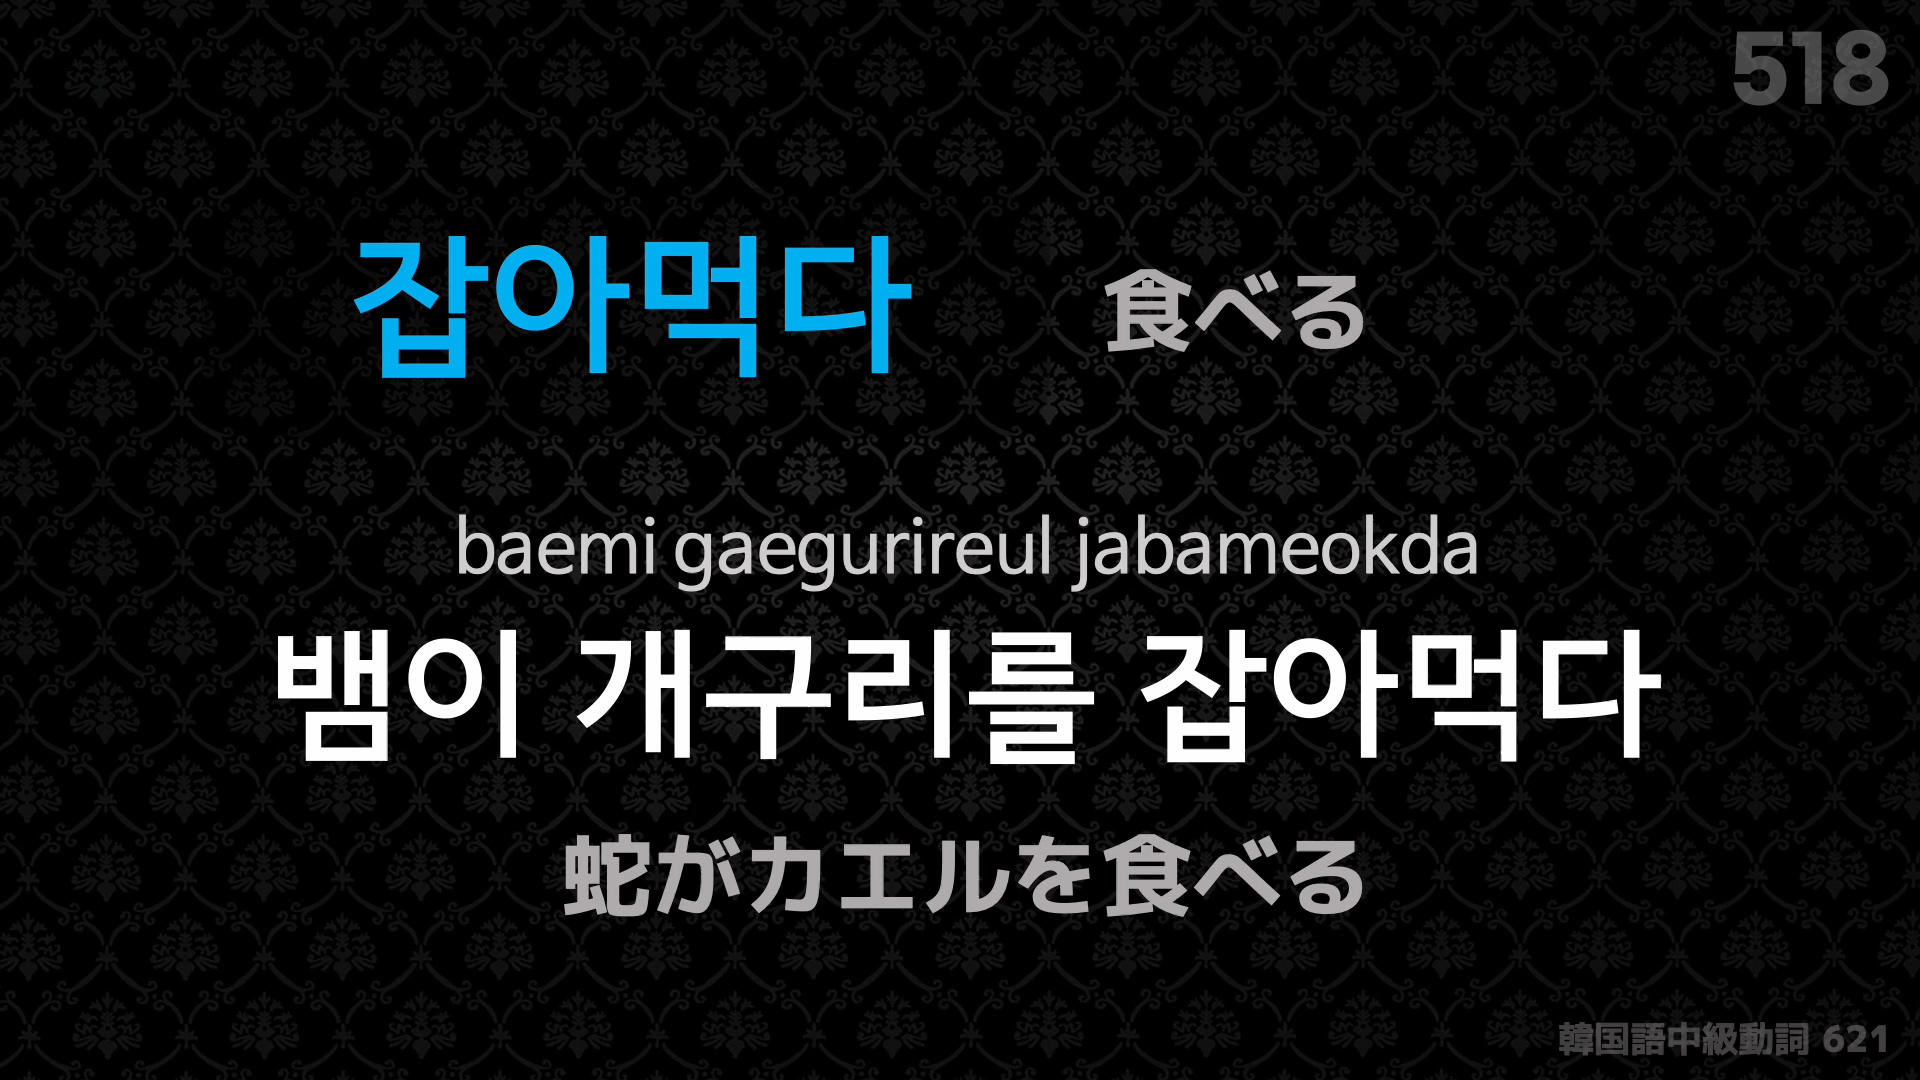 518
잡아먹다 食べる
baemi gaegurireul jabameokda
뱀이 개구리를 잡아먹다
蛇がカエルを食べる
韓国語中級動詞 621